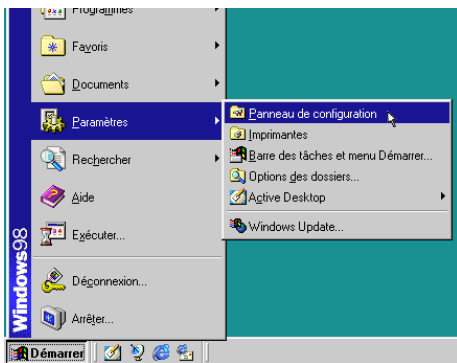 Programmes
Favoris
Documents
Paramètres
Rechercher
Aide
Exécuter...
Déconnexion...
Arrêter...
Panneau de configuration
Imprimantes
Barre des tâches et menu Démarrer...
Options des dossiers...
Active Desktop
Windows Update...
Windows98
Démarrer